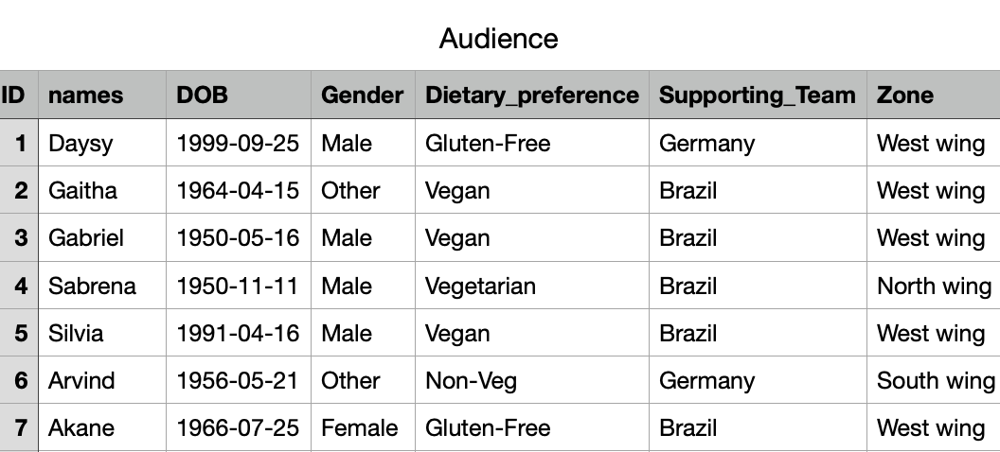 Audience
ID names DOB Gender Dietary_preference Supporting_Team Zone
1 Daysy 1999-09-25 Male Gluten-Free Germany West wing
2 Gaitha 1964-04-15 Other Vegan Brazil West wing
3 Gabriel 1950-05-16 Male Vegan Brazil West wing
4 Sabrena 1950-11-11 Male Vegetarian Brazil North wing
5 Silvia 1991-04-16 Male Vegan Brazil West wing
6 Arvind 1956-05-21 Other Non-Veg Germany South wing
7 Akane 1966-07-25 Female Gluten-Free Brazil West wing